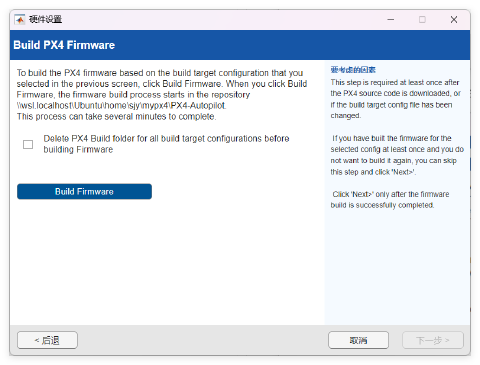 硬件设置
Build PX4 Firmware
To build the PX4 firmware based on the build target configuration that you
selected in the previous screen, click Build Firmware. When you click Build
Firmware, the firmware build process starts in the repository
\\wsl.localhost\Ubuntu\home\sjy\mypx4\PX4-Autopilot.
This process can take several minutes to complete.
Delete PX4 Build folder for all build target configurations before
building Firmware
Build Firmware
要考虑的因素
This step is required at least once after
the PX4 source code is downloaded, or
if the build target config file has been
changed.
If you have built the firmware for the
selected config at least once and you do
not want to build it again, you can skip
this step and click 'Next>'.
Click 'Next>' only after the firmware
build is successfully completed.
< 后退
取消
下一步 >